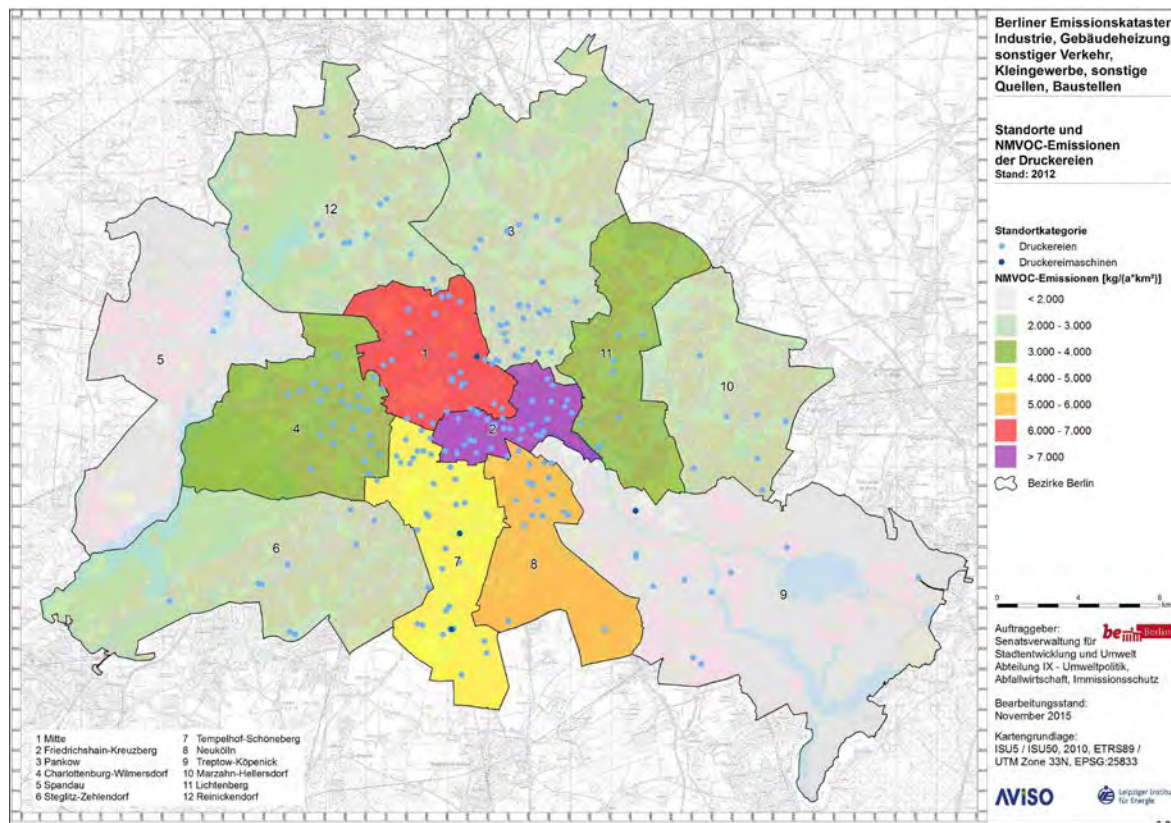 Berliner Emissionskataster
Industrie, Gebäudeheizung
sonstiger Verkehr,
Kleingewerbe, sonstige
Quellen, Baustellen
Standorte und
NMVOC-Emissionen
der Druckereien
Stand: 2012
Standortkategorie
Druckereien
Druckereimaschinen
NMVOC-Emissionen [kg/(a*km²)]
< 2.000
2.000 - 3.000
3.000 - 4.000
4.000 - 5.000
5.000 - 6.000
6.000 - 7.000
> 7.000
Bezirke Berlin
12
3
5
1
11
10
4
2
6
7
8
9
0 4 8
Auftraggeber:
Senatsverwaltung für
Stadtentwicklung und Umwelt
Abteilung IX - Umweltpolitik,
Abfallwirtschaft, Immissionsschutz
be Berlin
Bearbeitungsstand:
November 2015
Kartengrundlage:
ISU5 / ISU50, 2010, ETRS89 /
UTM Zone 33N, EPSG:25833
AVISO
Leipziger Institu
für Energie
1 Mitte
2 Friedrichshain-Kreuzberg
3 Pankow
4 Charlottenburg-Wilmersdorf
5 Spandau
6 Steglitz-Zehlendorf
7 Tempelhof-Schöneberg
8 Neukölln
9 Treptow-Köpenick
10 Marzahn-Hellersdorf
11 Lichtenberg
12 Reinickendorf